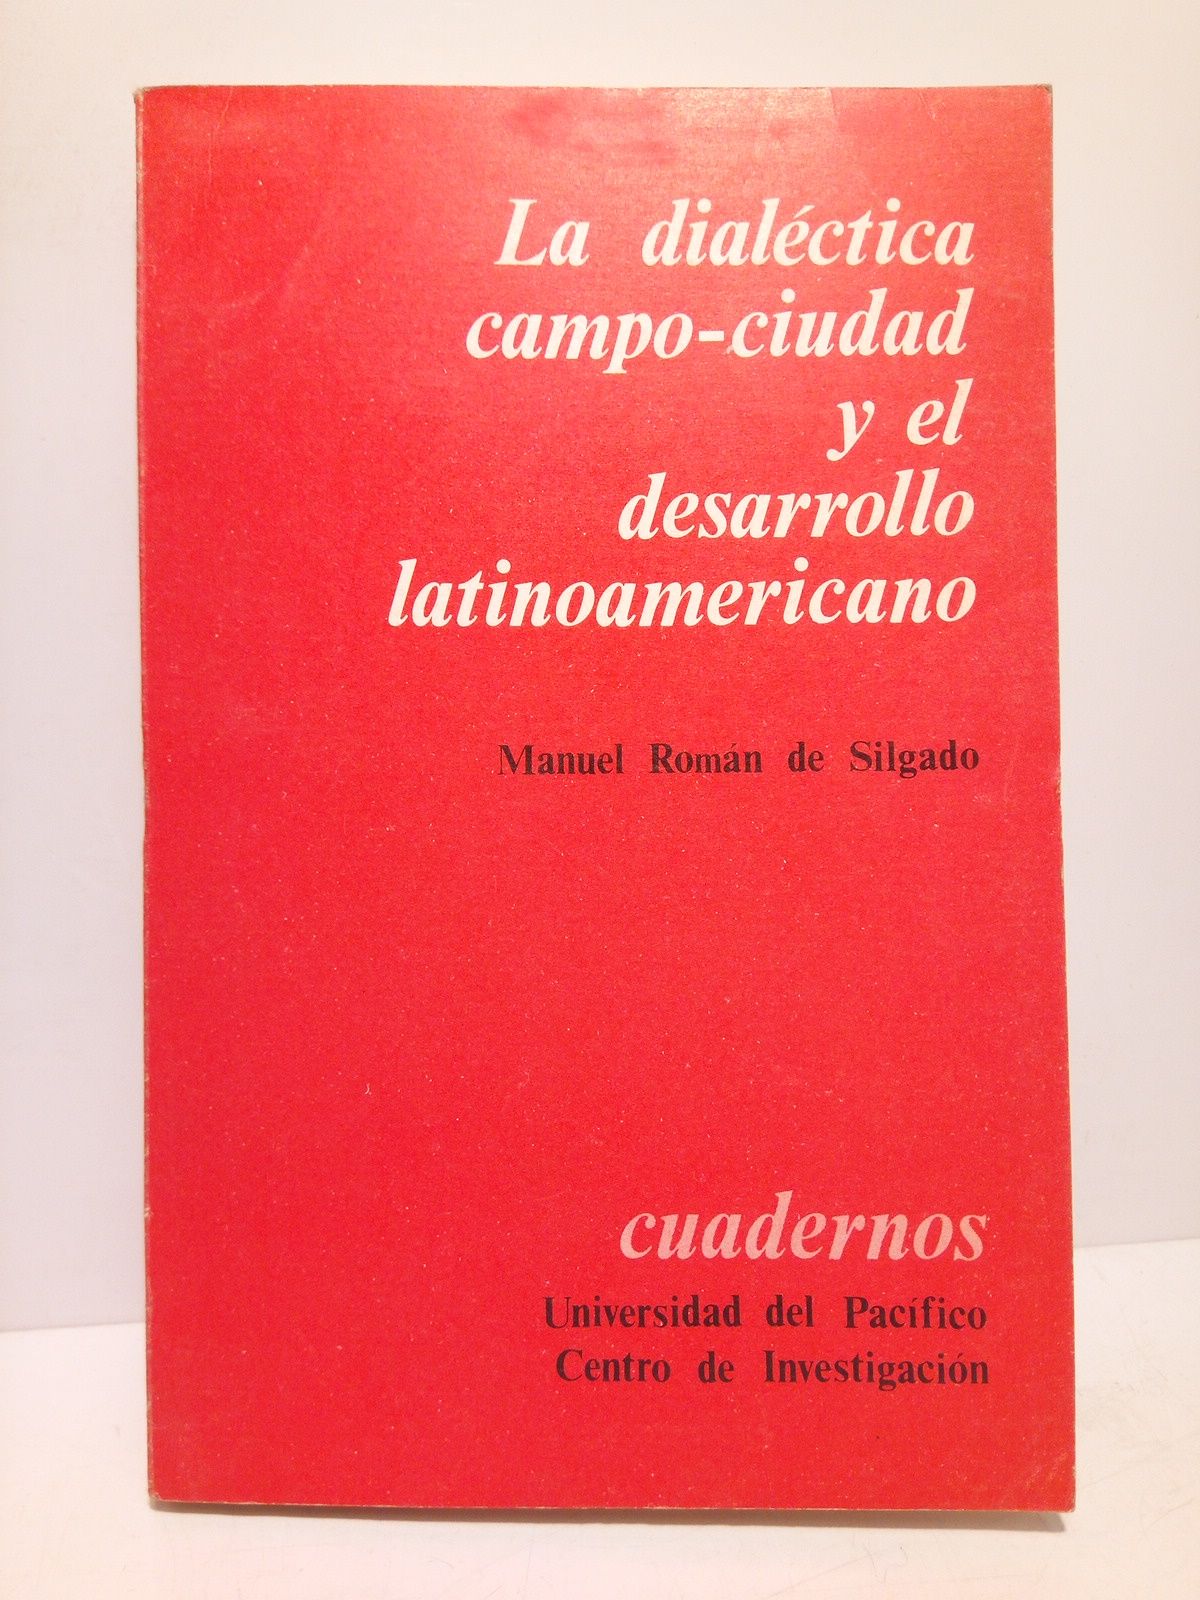 La dialéctica
campo-ciudad
y el
desarrollo
latinoamericano
Manuel Román de Silgado
cuadernos
Universidad del Pacífico
Centro de Investigación